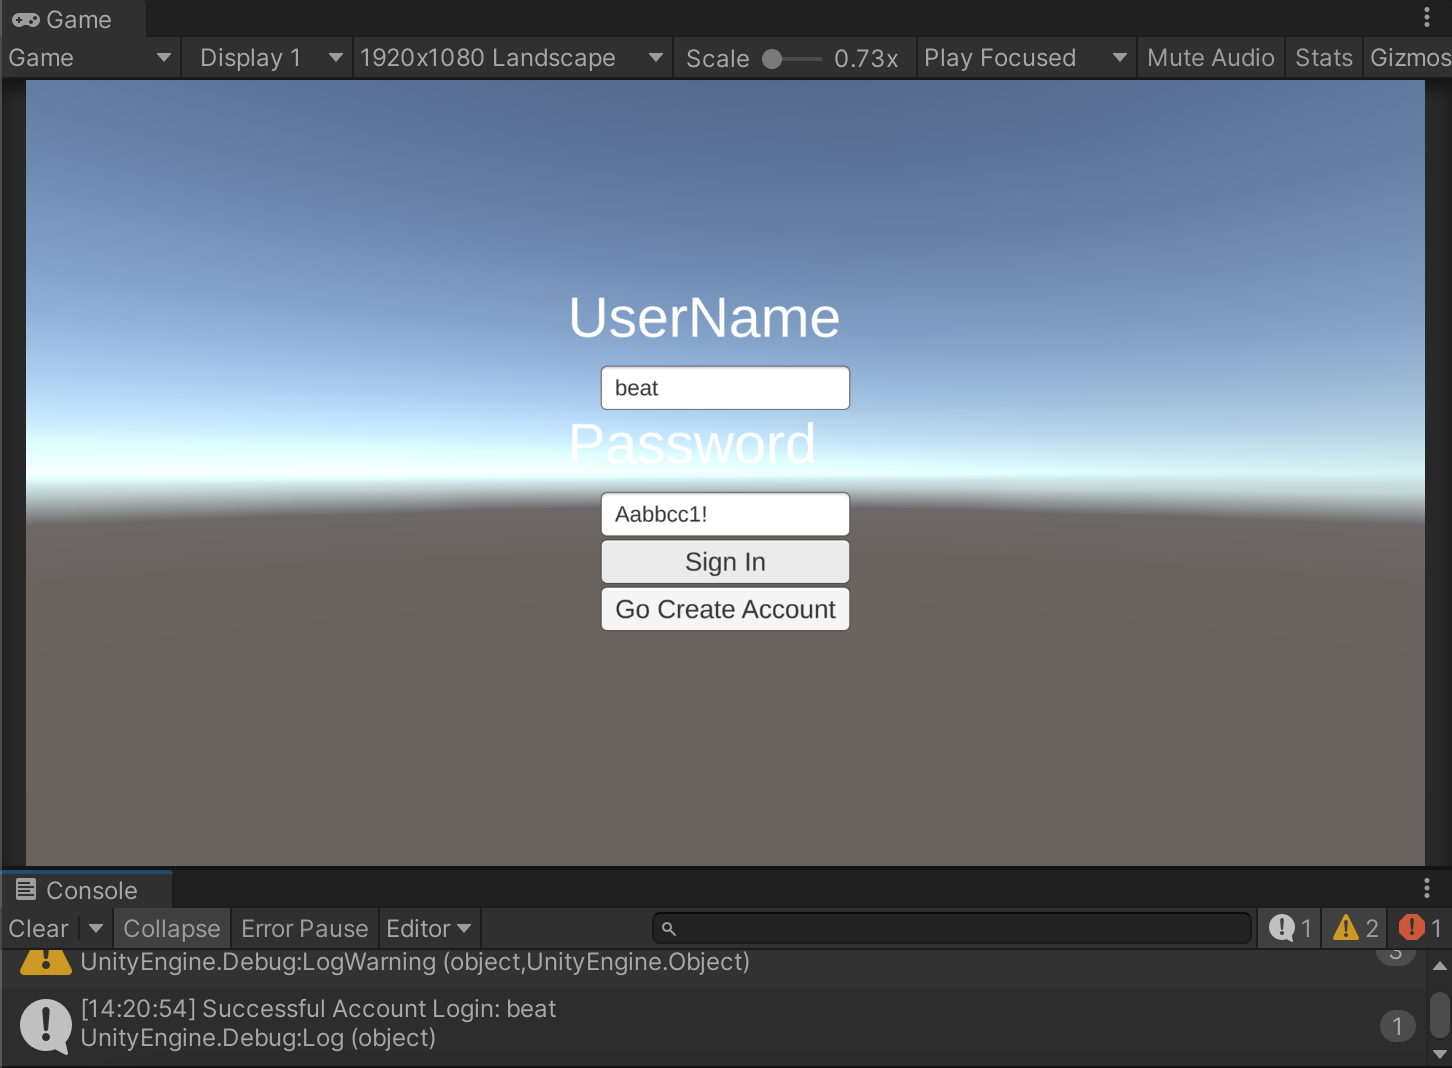 Game
Game Display 1 1920x1080 Landscape Scale 0.73x Play Focused Mute Audio Stats Gizmos
UserName
beat
Password
Aabbcc1!
Sign In
Go Create Account
Console
Clear Collapse Error Pause Editor 1 2 1
UnityEngine.Debug:LogWarning (object,UnityEngine.Object) 3
[14:20:54] Successful Account Login: beat
UnityEngine.Debug:Log (object) 1